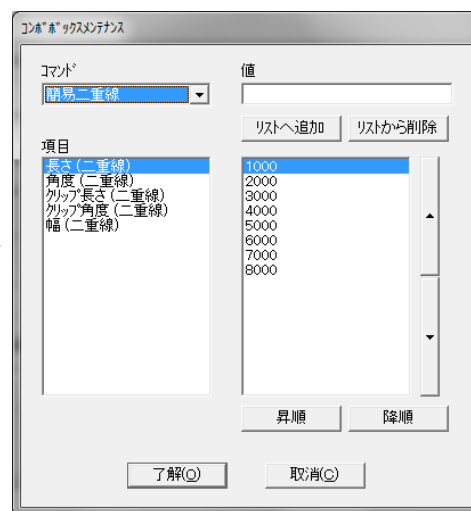 コンボボックスメンテナンス
コマンド
簡易二重線
値
リストへ追加
リストから削除
項目
長さ(二重線)
角度(二重線)
クリップ長さ(二重線)
クリップ角度(二重線)
幅(二重線)
1000
2000
3000
4000
5000
6000
7000
8000
昇順
降順
了解(O)
取消(C)